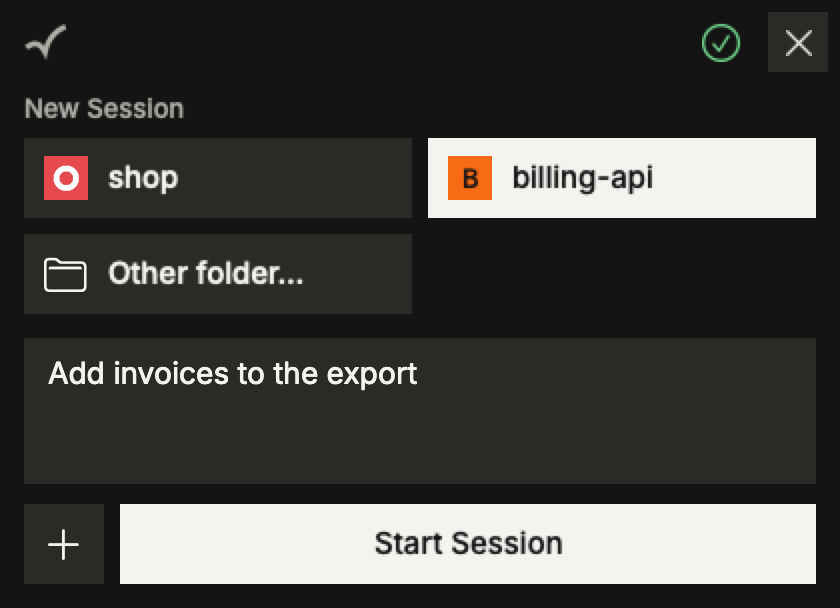 New Session
shop
B billing-api
Other folder...
Add invoices to the export
Start Session